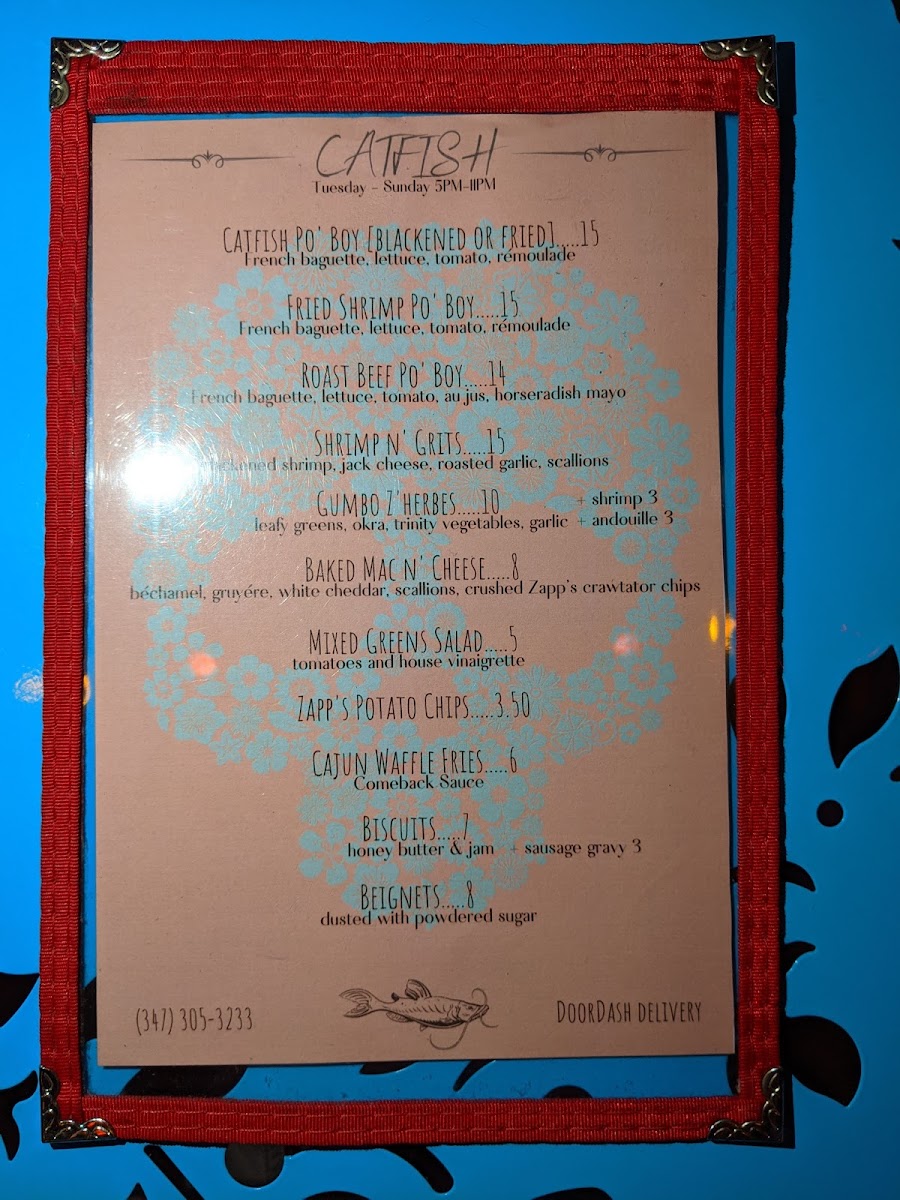 CATFISH
Tuesday - Sunday 5PM-11PM
CATFISH PO' BOY [BLACKENED OR FRIED].....15
French baguette, lettuce, tomato, rémoulade
FRIED SHRIMP PO' BOY.....15
French baguette, lettuce, tomato, rémoulade
ROAST BEEF PO' BOY.....14
French baguette, lettuce, tomato, au jus, horseradish mayo
SHRIMP N' GRITS.....15
shrimp, jack cheese, roasted garlic, scallions
GUMBO Z'HERBES.....10 + shrimp 3
leafy greens, okra, trinity vegetables, garlic + andouille 3
BAKED MAC N' CHEESE.....8
béchamel, gruyére, white cheddar, scallions, crushed Zapp's crawtator chips
MIXED GREENS SALAD.....5
tomatoes and house vinaigrette
ZAPP'S POTATO CHIPS.....3.50
CAJUN WAFFLE FRIES.....6
Comeback Sauce
BISCUITS.....7
honey butter & jam + sausage gravy 3
BEIGNETS.....8
dusted with powdered sugar
(347) 305-3233
DOORDASH DELIVERY